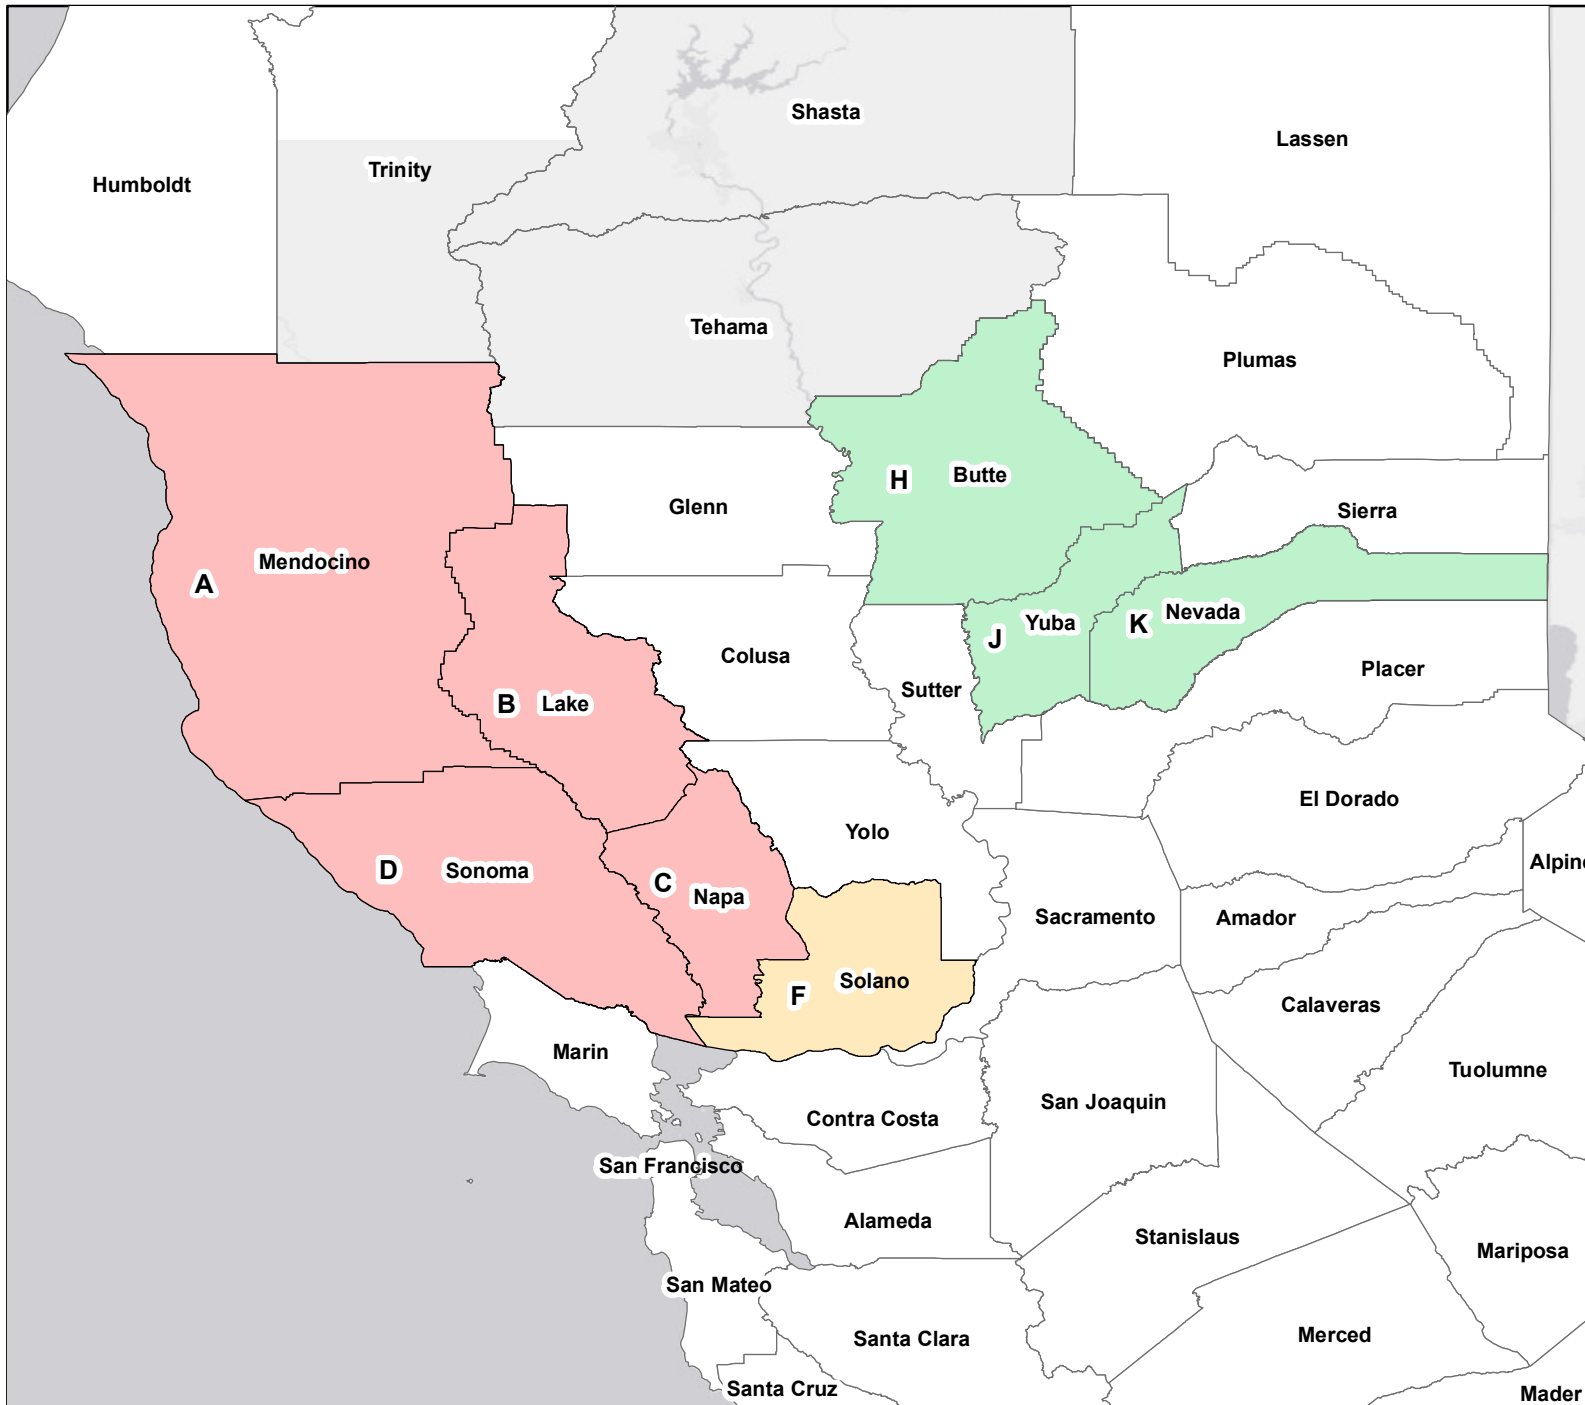 Shasta
Lassen
Trinity
Humboldt
Tehama
Plumas
H Butte
Glenn
Sierra
A Mendocino
J Yuba
K Nevada
Colusa
Placer
Sutter
B Lake
El Dorado
Yolo
Alpine
D Sonoma
C Napa
Sacramento
Amador
F Solano
Calaveras
Marin
Tuolumne
San Joaquin
Contra Costa
San Francisco
Alameda
Stanislaus
Mariposa
San Mateo
Santa Clara
Merced
Santa Cruz
Mader